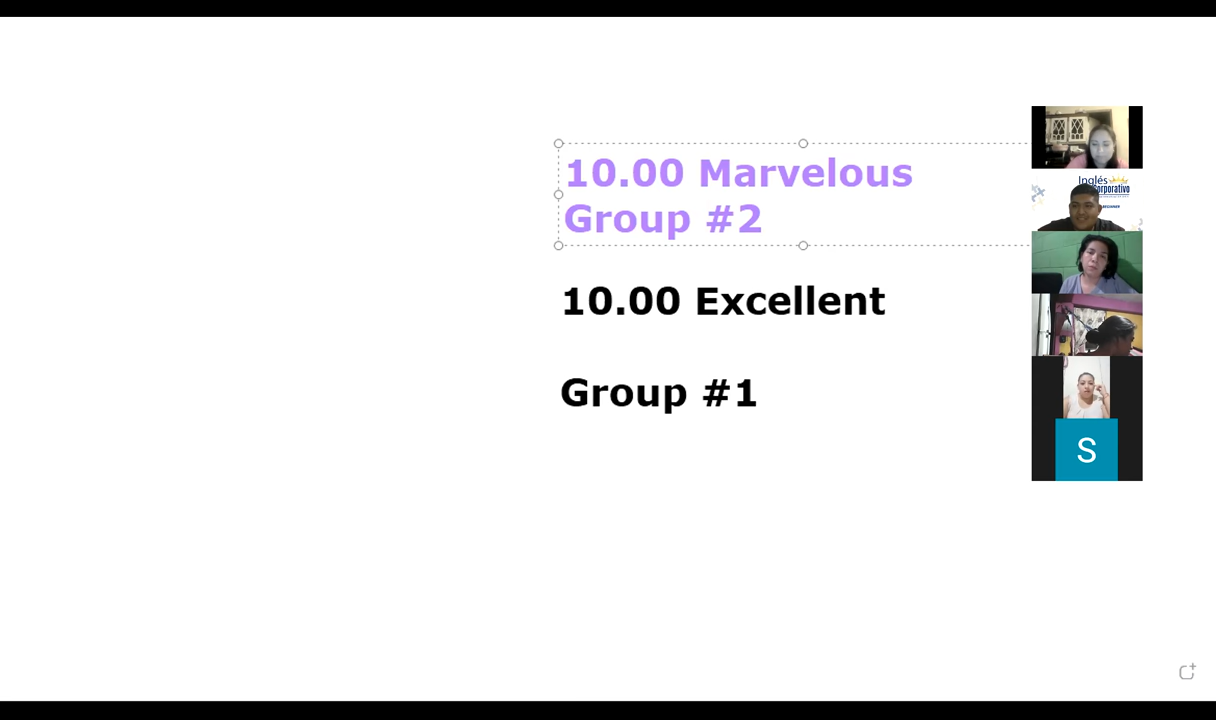 10.00 Marvelous
Group #2
10.00 Excellent
Group #1
Inglés
Corporativo
S